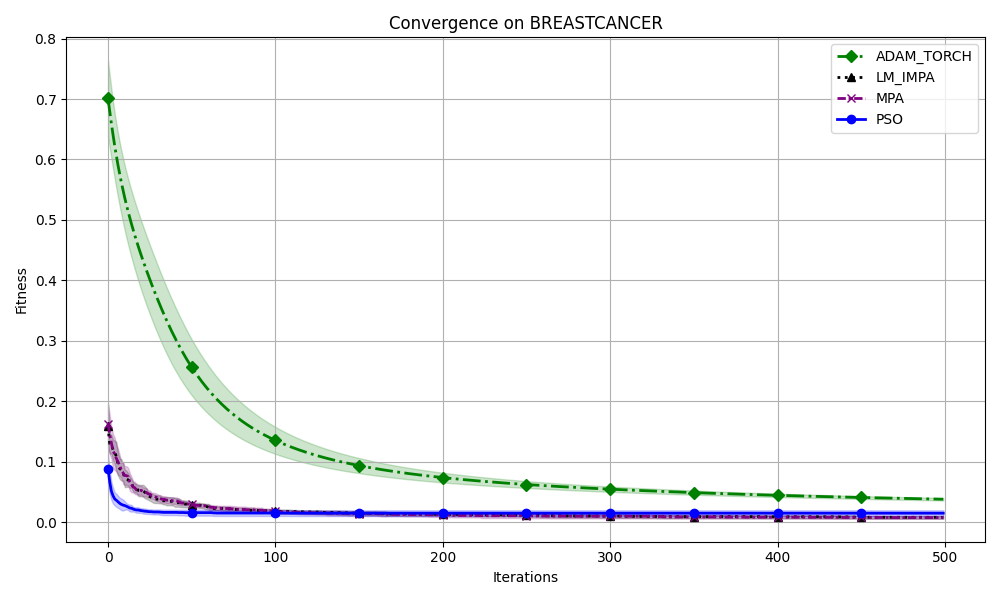 Convergence on BREASTCANCER
ADAM_TORCH
LM_IMPA
MPA
PSO
Fitness
0.8
0.7
0.6
0.5
0.4
0.3
0.2
0.1
0.0
0
100
200
300
400
500
Iterations